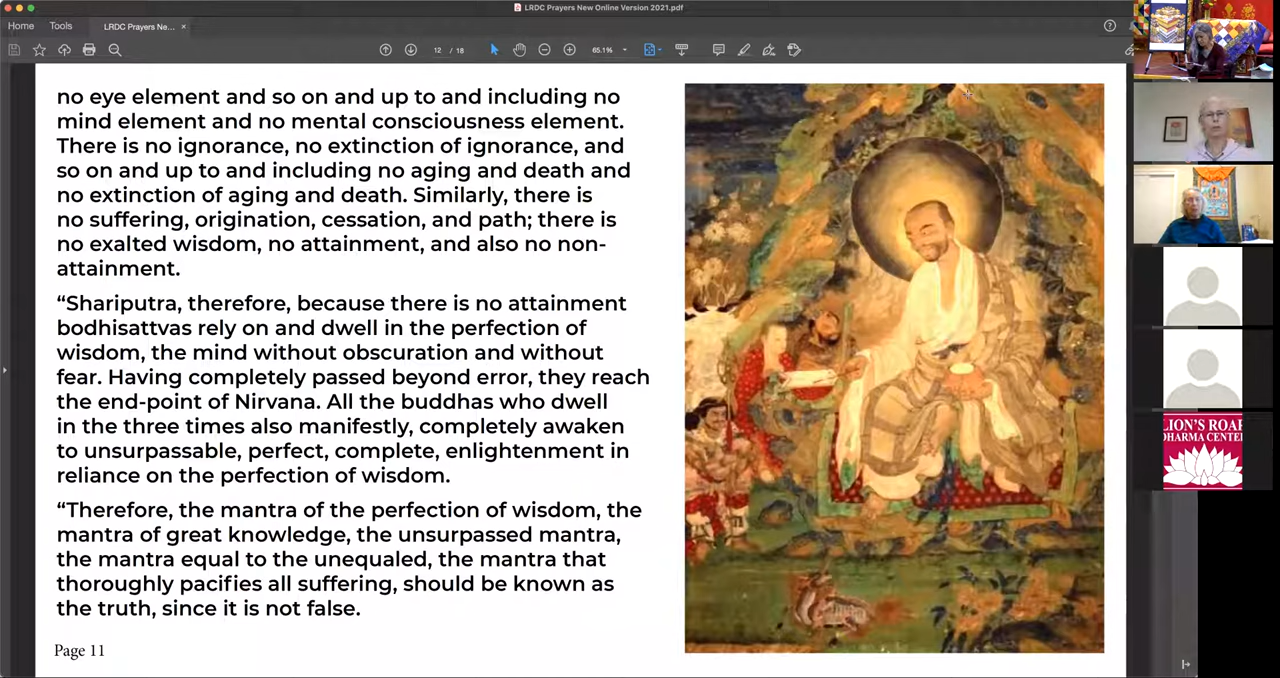 LRDC Prayers New Online Version 2021.pdf
Home Tools LRDC Prayers Ne... ×
12 / 18 65.1%
no eye element and so on and up to and including no
mind element and no mental consciousness element.
There is no ignorance, no extinction of ignorance, and
so on and up to and including no aging and death and
no extinction of aging and death. Similarly, there is
no suffering, origination, cessation, and path; there is
no exalted wisdom, no attainment, and also no non-
attainment.
“Shariputra, therefore, because there is no attainment
bodhisattvas rely on and dwell in the perfection of
wisdom, the mind without obscuration and without
fear. Having completely passed beyond error, they reach
the end-point of Nirvana. All the buddhas who dwell
in the three times also manifestly, completely awaken
to unsurpassable, perfect, complete, enlightenment in
reliance on the perfection of wisdom.
“Therefore, the mantra of the perfection of wisdom, the
mantra of great knowledge, the unsurpassed mantra,
the mantra equal to the unequaled, the mantra that
thoroughly pacifies all suffering, should be known as
the truth, since it is not false.
Page 11
LION'S ROAR
DHARMA CENTER